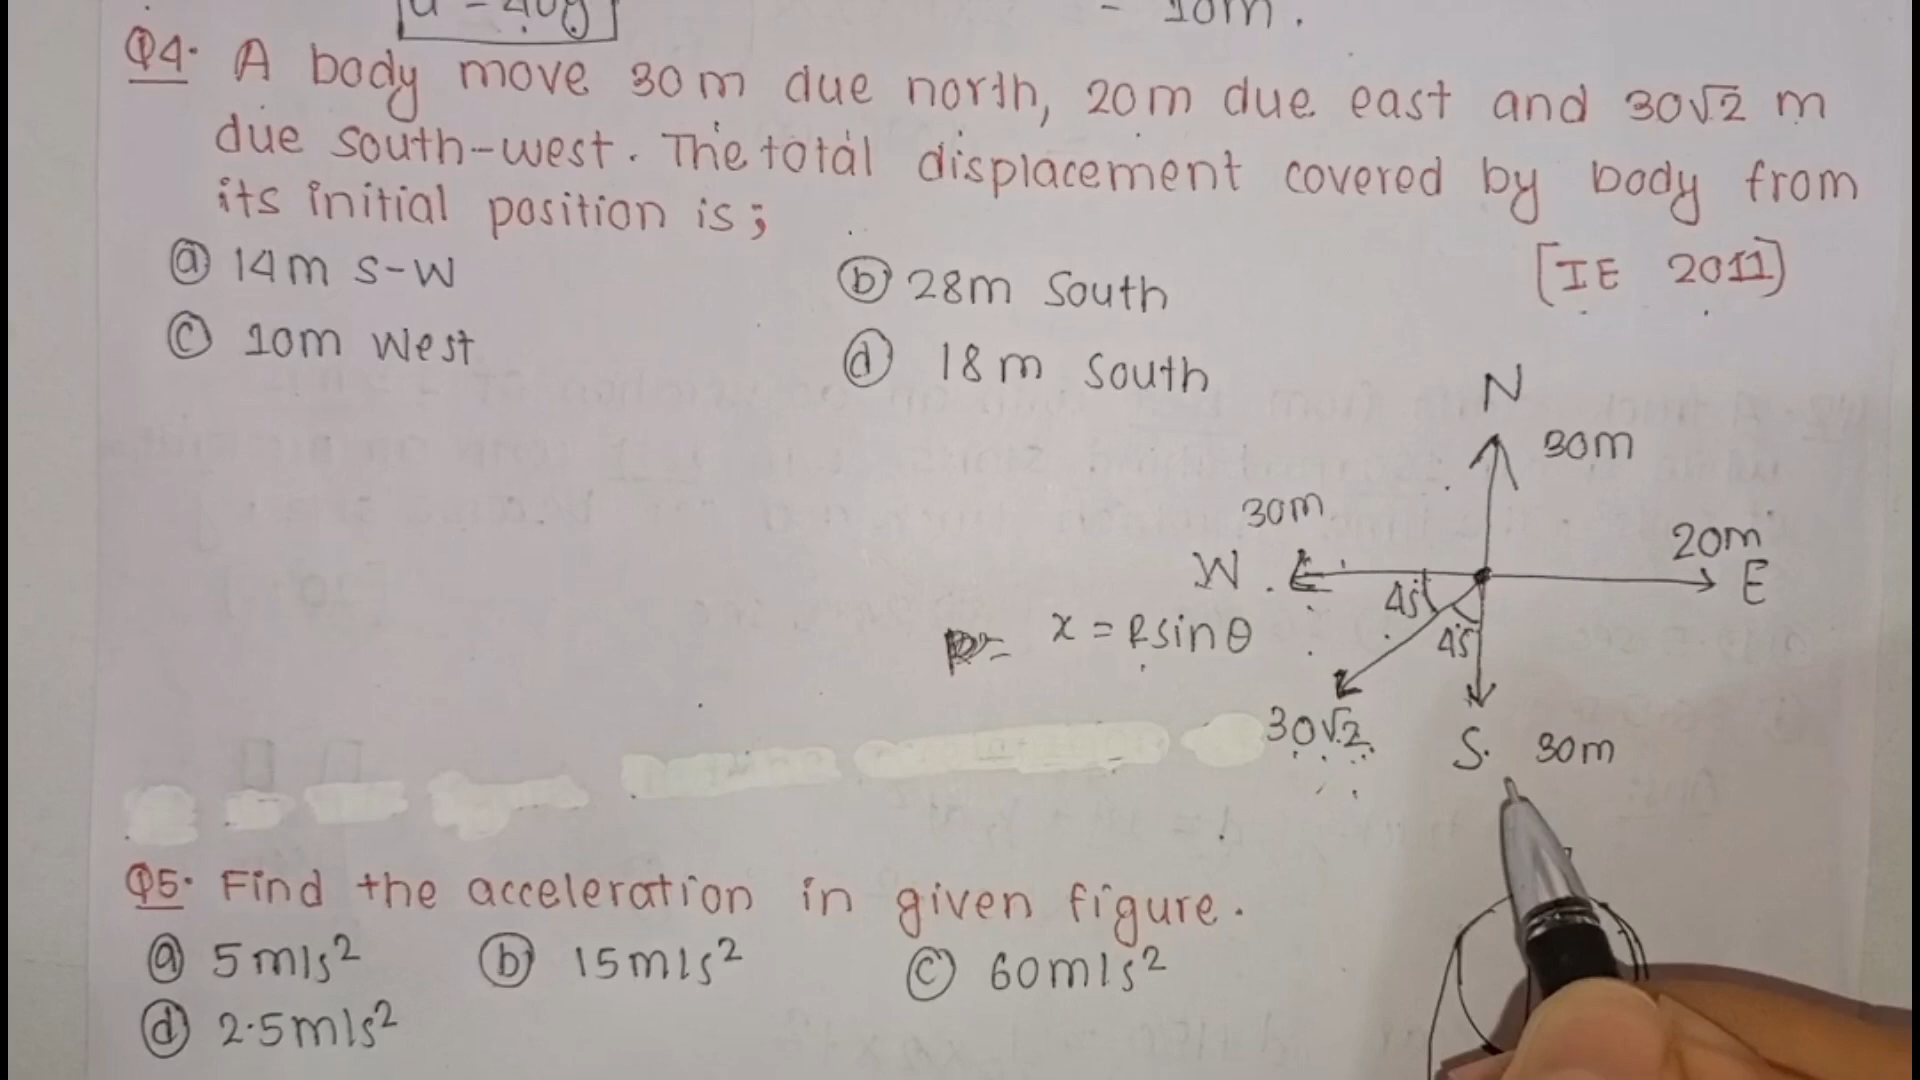 - 10m.
Q4. A body move 30m due north, 20m due east and 30√2 m
due south-west. The total displacement covered by body from
its initial position is;
[IE 2011]
(a) 14m S-W
(b) 28m South
(c) 10m West
(d) 18m South
N
30m
30m
20m
W
E
45
45
x = Rsinθ
30√2
S.
30m
Q5. Find the acceleration in given figure.
(a) 5m/s²
(b) 15m/s²
(c) 60m/s²
(d) 2.5m/s²